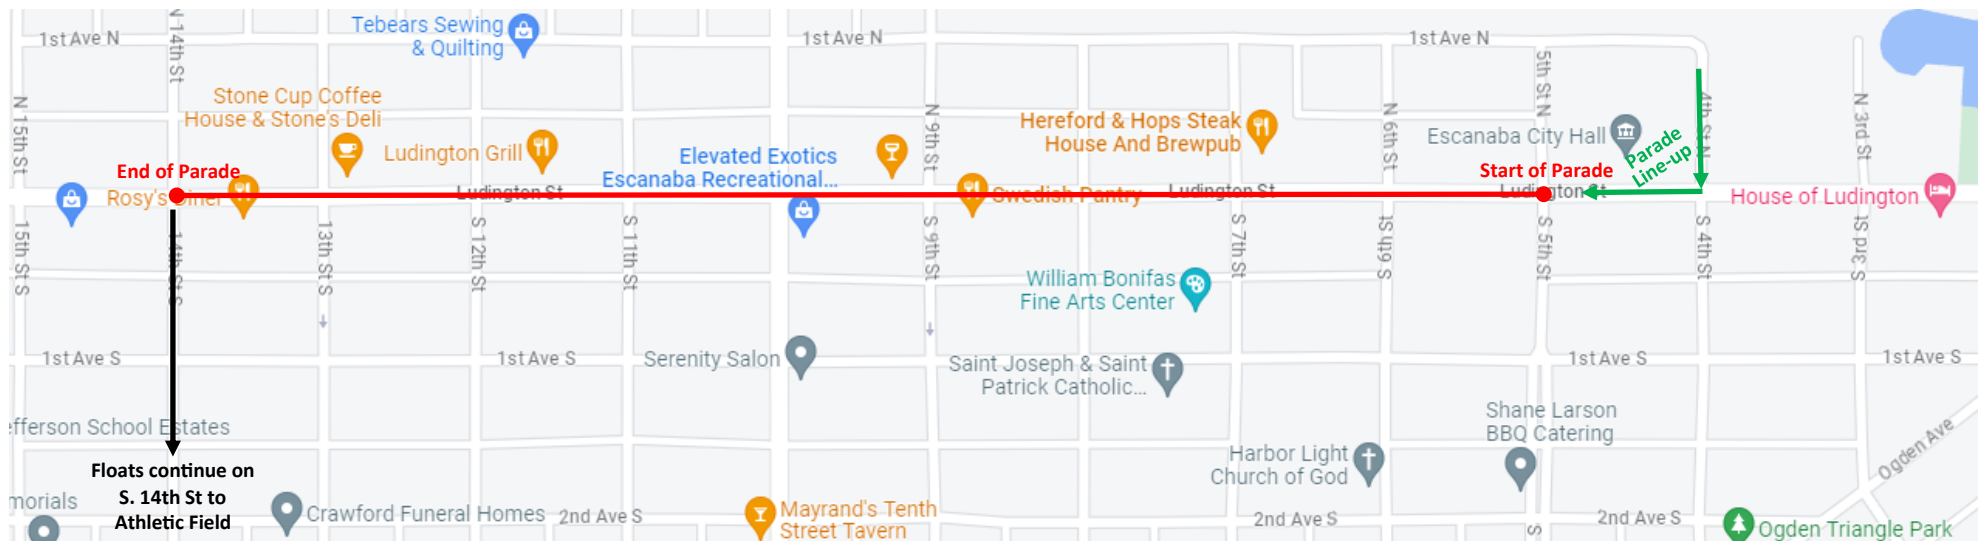 1st Ave N
N 14th St
Tebears Sewing
& Quilting
1st Ave N
1st Ave N
5th St N
4th St N
N 15th St
Stone Cup Coffee
House & Stone's Deli
Ludington Grill
N 9th St
Hereford & Hops Steak
House And Brewpub
N 6th St
Escanaba City Hall
Parade
Line-up
N 3rd St
End of Parade
Elevated Exotics
Escanaba Recreational...
Start of Parade
Rosy's Diner
Ludington St
Swedish Pantry
Ludington St
Ludington St
House of Ludington
15th St S
14th St S
13th St S
S 12th St
S 11th St
S 9th St
S 7th St
S 6th St
S 5th St
S 4th St
S 3rd St
William Bonifas
Fine Arts Center
1st Ave S
1st Ave S
Serenity Salon
Saint Joseph & Saint
Patrick Catholic...
1st Ave S
1st Ave S
efferson School Estates
Shane Larson
BBQ Catering
Ogden Ave
Floats continue on
S. 14th St to
Athletic Field
Harbor Light
Church of God
morials
Crawford Funeral Homes
2nd Ave S
Mayrand's Tenth
Street Tavern
2nd Ave S
S
2nd Ave S
Ogden Triangle Park